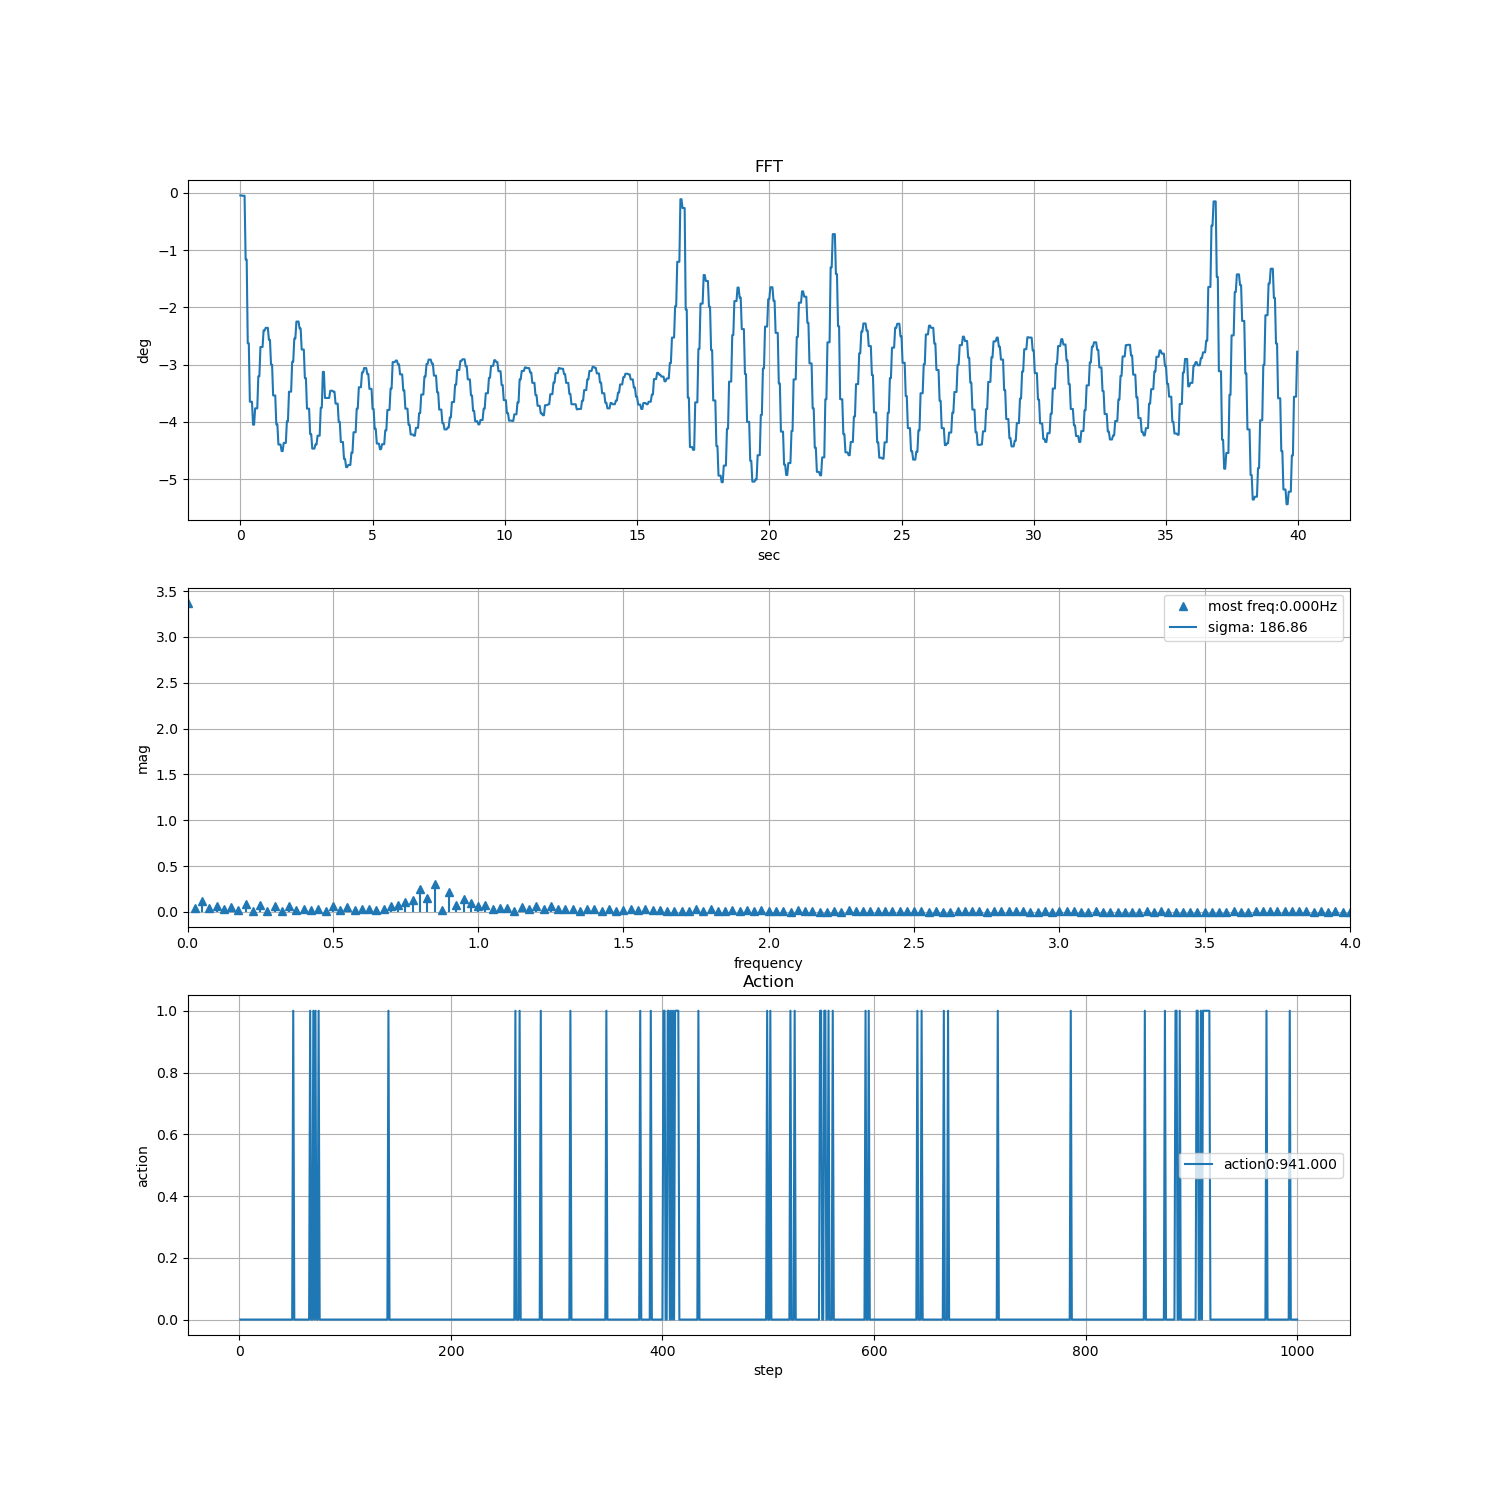 FFT
0
−1
−2
−3
−4
−5
deg
0 5 10 15 20 25 30 35 40
sec
3.5
3.0
2.5
2.0
1.5
1.0
0.5
0.0
mag
most freq:0.000Hz
sigma: 186.86
0.0 0.5 1.0 1.5 2.0 2.5 3.0 3.5 4.0
frequency
Action
1.0
0.8
0.6
0.4
0.2
0.0
action
action0:941.000
0 200 400 600 800 1000
step